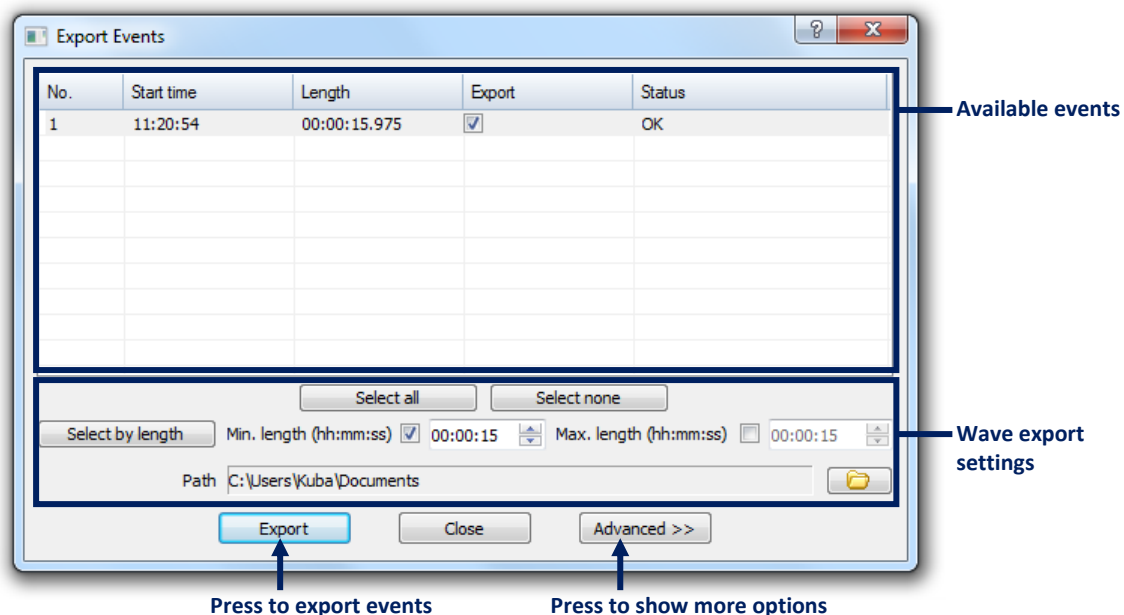 Export Events
?
No. Start time Length Export Status
1 11:20:54 00:00:15.975 OK
Available events
Select all Select none
Select by length Min. length (hh:mm:ss) 00:00:15 Max. length (hh:mm:ss) 00:00:15
Wave export
settings
Path C:\Users\Kuba\Documents
Export Close Advanced >>
Press to export events Press to show more options